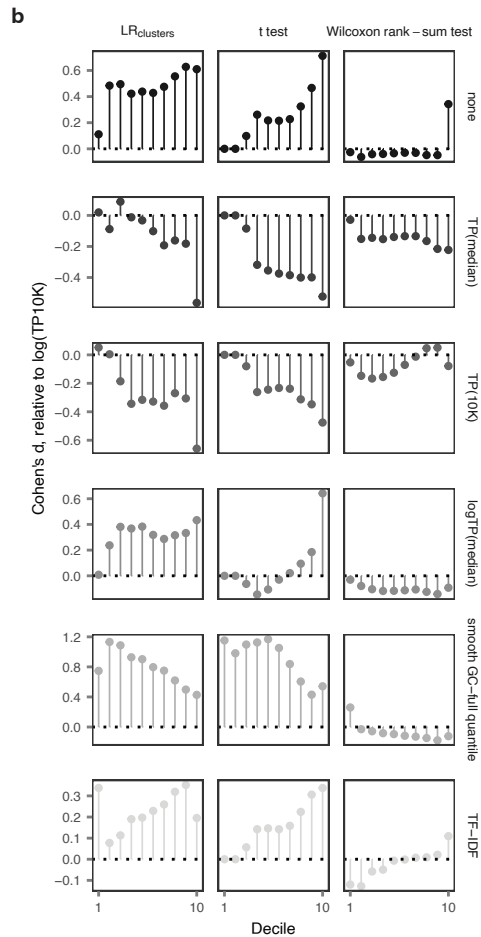 b
LRclusters
t test
Wilcoxon rank – sum test
Cohen's d, relative to log(TP10K)
0.6
0.4
0.2
0.0
none
0.0
−0.2
−0.4
TP(median)
0.0
−0.2
−0.4
−0.6
TP(10K)
0.6
0.4
0.2
0.0
logTP(median)
1.2
0.8
0.4
0.0
smooth GC−full quantile
0.3
0.2
0.1
0.0
−0.1
TF−IDF
1
10
1
10
1
10
Decile